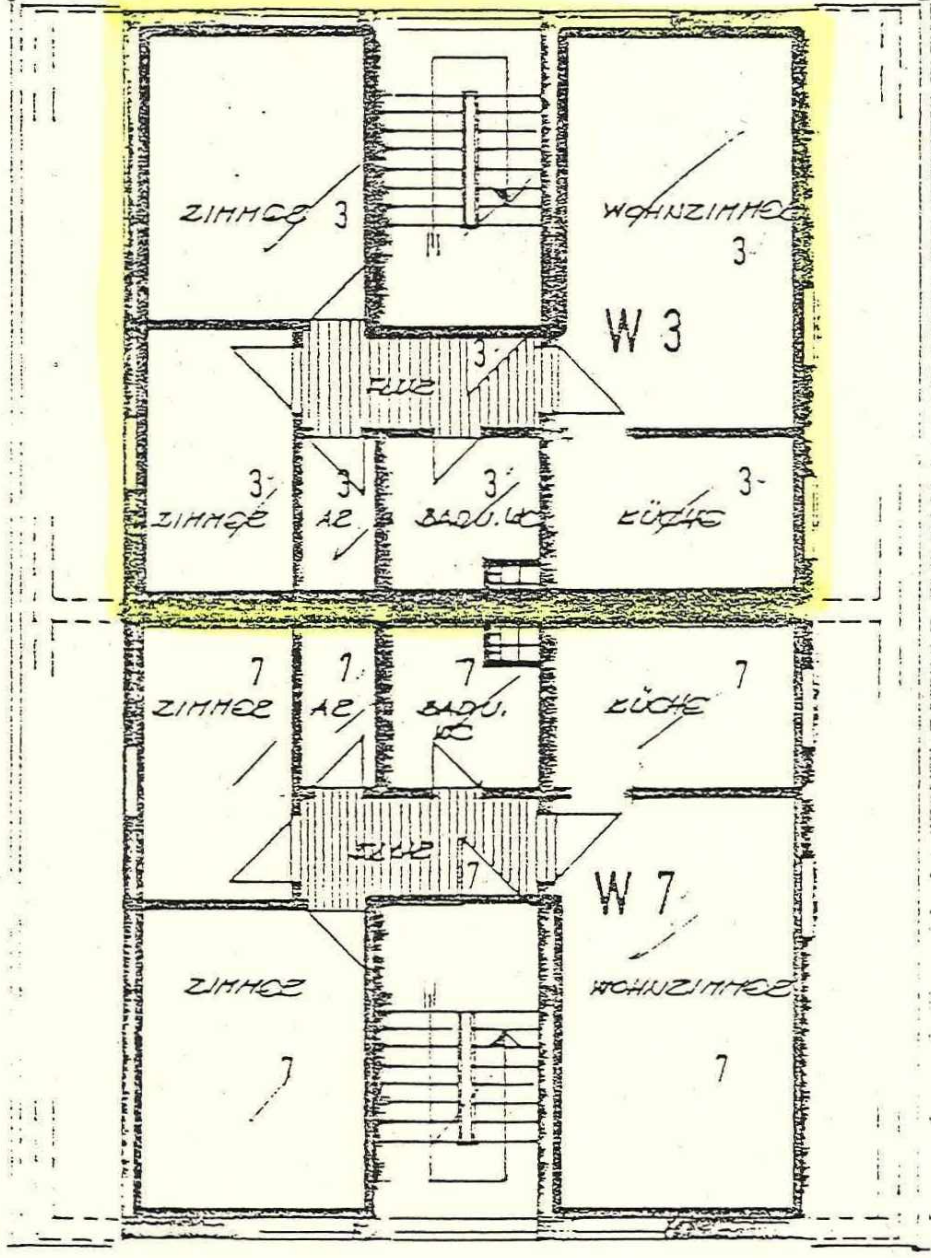 ZIMMER 3
WOHNZIMMER
3-
W 3
3-
FLUR
3- 3- 3- 3-
ZIMMER AR BAD U. WC KÜCHE
7 7 7 7
ZIMMER AR BAD U. KÜCHE
WC
FLUR
7
W 7
ZIMMER WOHNZIMMER
7 7